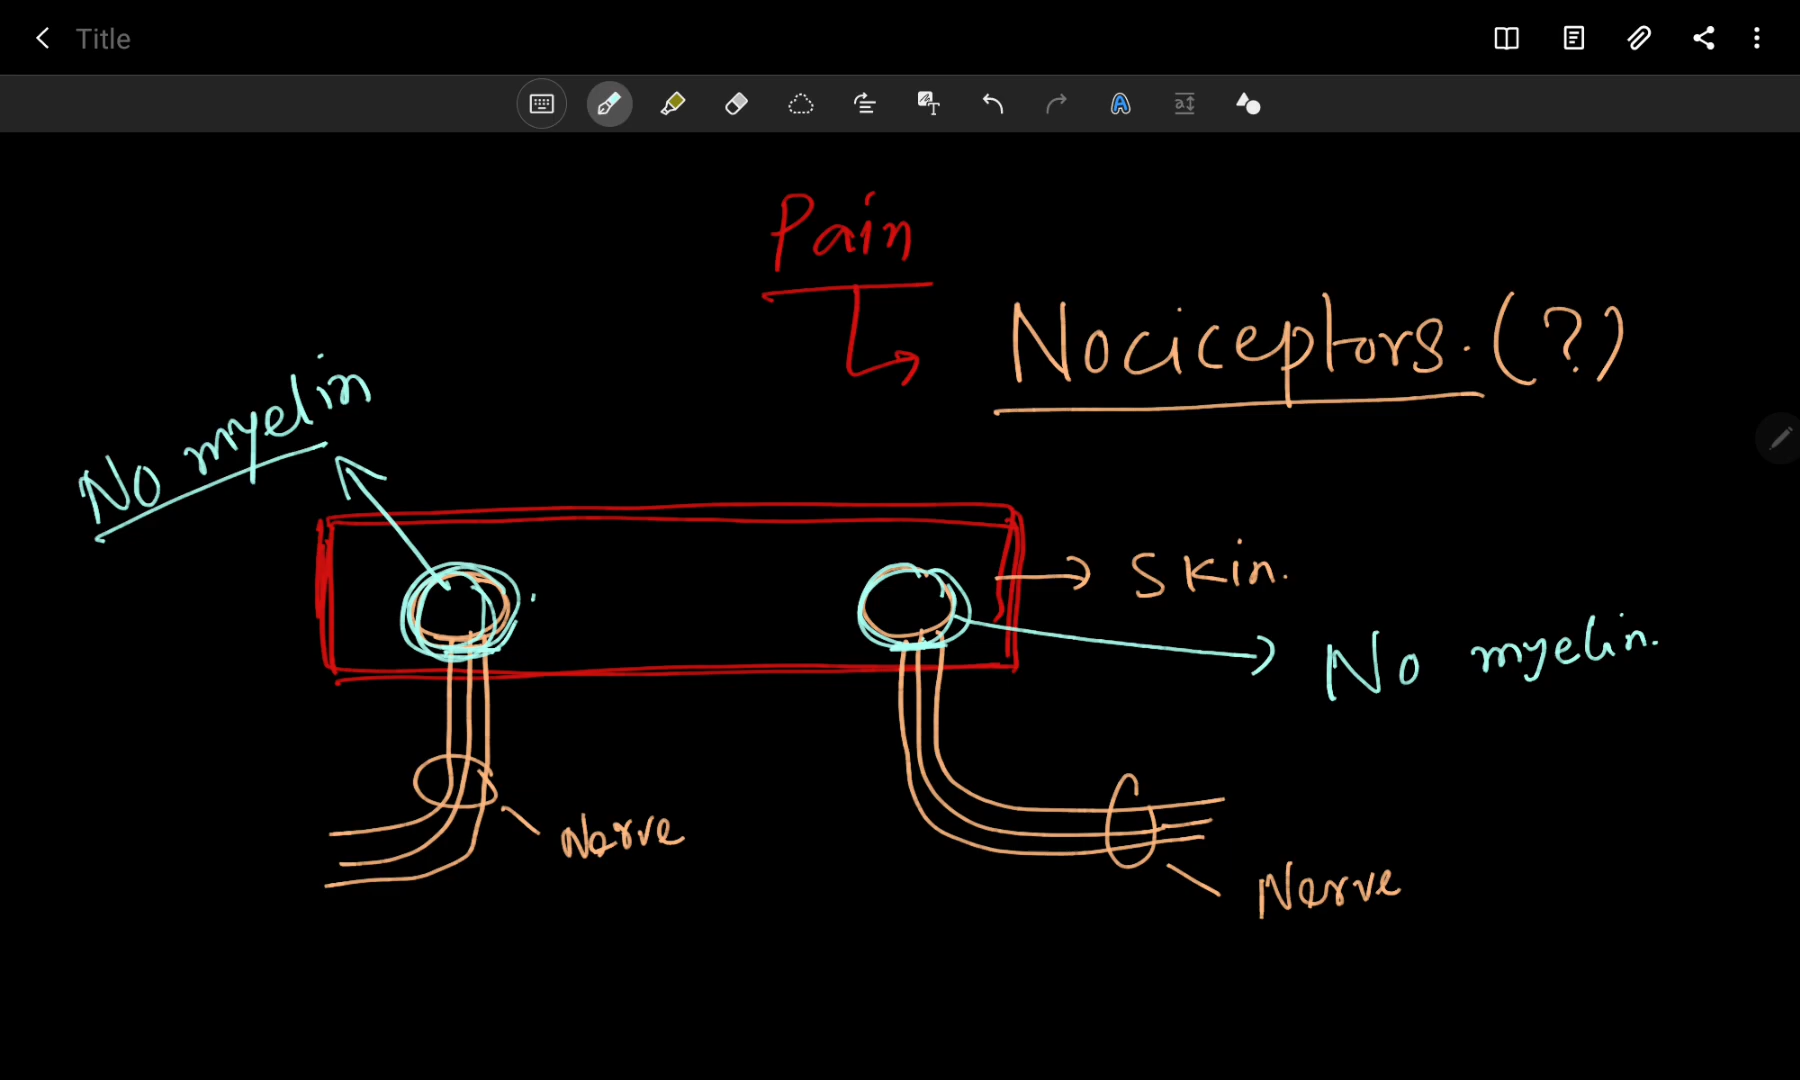 Title
Pain
Nociceptors. (?)
No myelin
Skin.
No myelin.
Nerve
Nerve